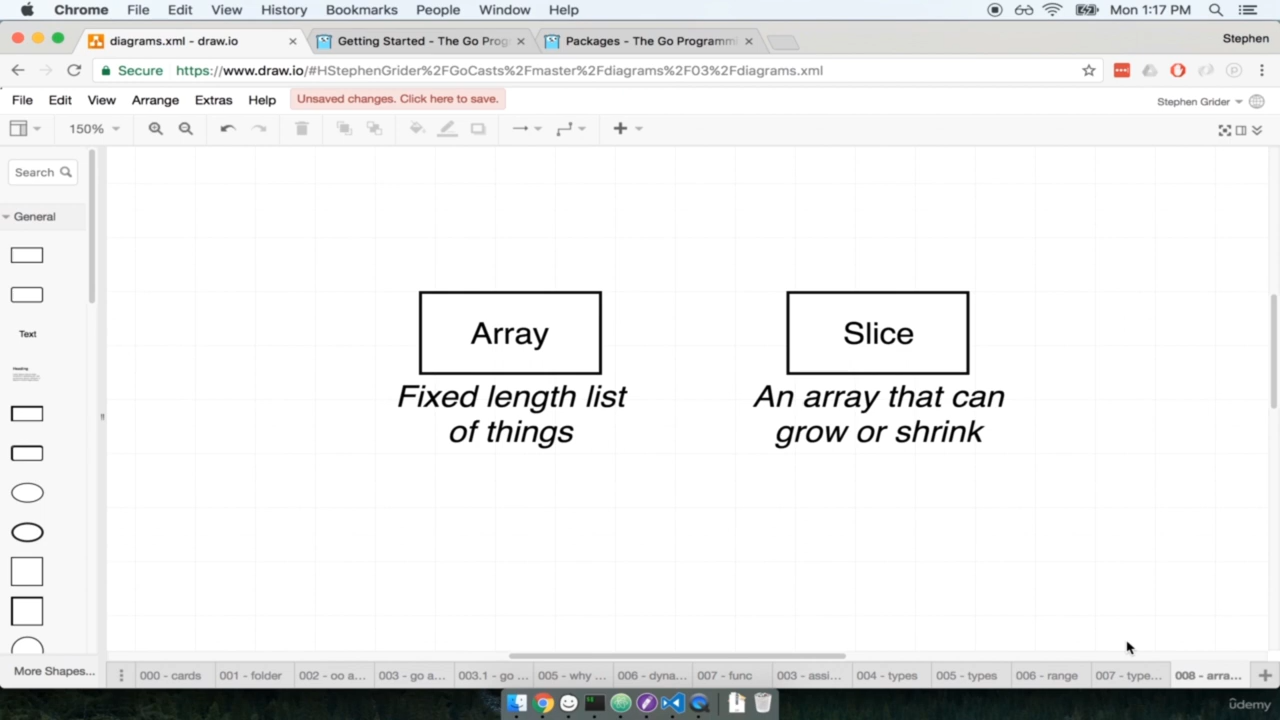 Chrome File Edit View History Bookmarks People Window Help Mon 1:17 PM
diagrams.xml - draw.io Getting Started - The Go Prog Packages - The Go Programmi Stephen
Secure https://www.draw.io/#HStephenGrider%2FGoCasts%2Fmaster%2Fdiagrams%2F03%2Fdiagrams.xml
File Edit View Arrange Extras Help Unsaved changes. Click here to save. Stephen Grider
150%
Search
General
Text
Heading
Array
Fixed length list
of things
Slice
An array that can
grow or shrink
More Shapes... 000 - cards 001 - folder 002 - oo a... 003 - go a... 003.1 - go ... 005 - why ... 006 - dyna... 007 - func 003 - assi... 004 - types 005 - types 006 - range 007 - type... 008 - arra...
ûdemy